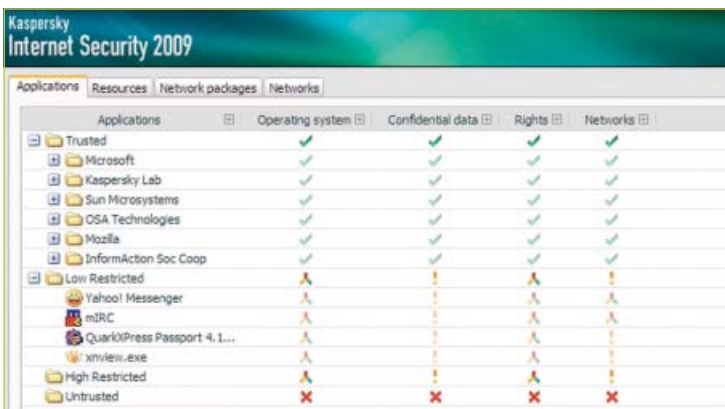 Kaspersky
Internet Security 2009
Applications Resources Network packages Networks
Applications Operating system Confidential data Rights Networks
Trusted
Microsoft
Kaspersky Lab
Sun Microsystems
OSA Technologies
Mozilla
InformAction Soc Coop
Low Restricted
Yahoo! Messenger
mIRC
QuarkXPress Passport 4.1...
xnview.exe
High Restricted
Untrusted